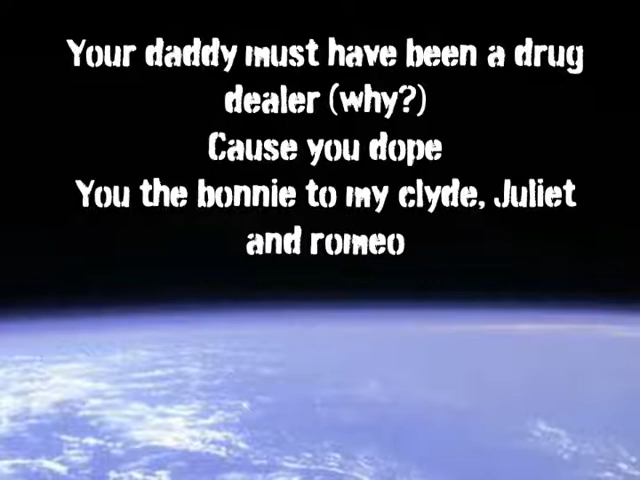 Your daddy must have been a drug
dealer (why?)
Cause you dope
You the bonnie to my clyde, Juliet
and romeo